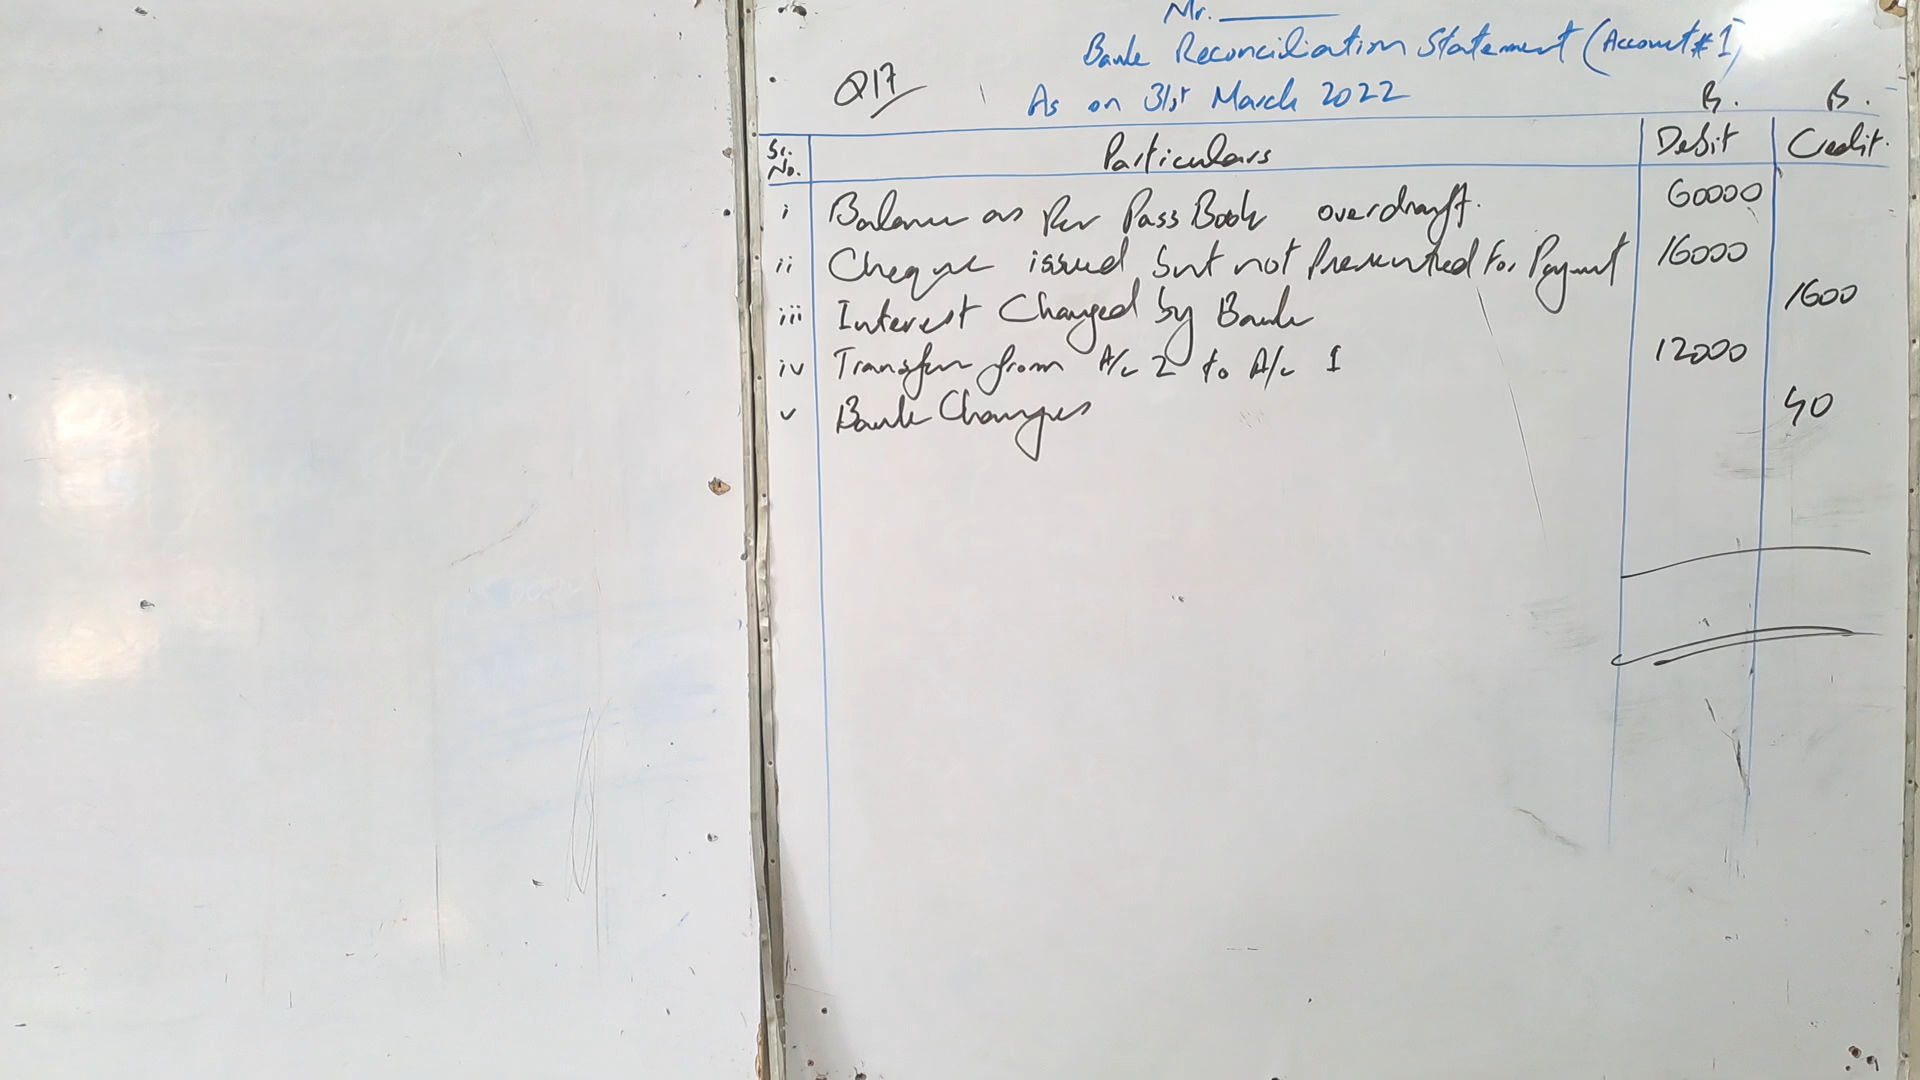 Mr.
Bank Reconciliation Statement (Account # 1)
Q17
As on 31st March 2022
Sr. No. Particulars Debit Credit.
i Balance as Per Pass Book overdraft. 60000
ii Cheque issued but not Presented For Payment 16000
iii Interest Charged by Bank 1600
iv Transfer from A/c 2 to A/c 1 12000
v Bank Charges 40